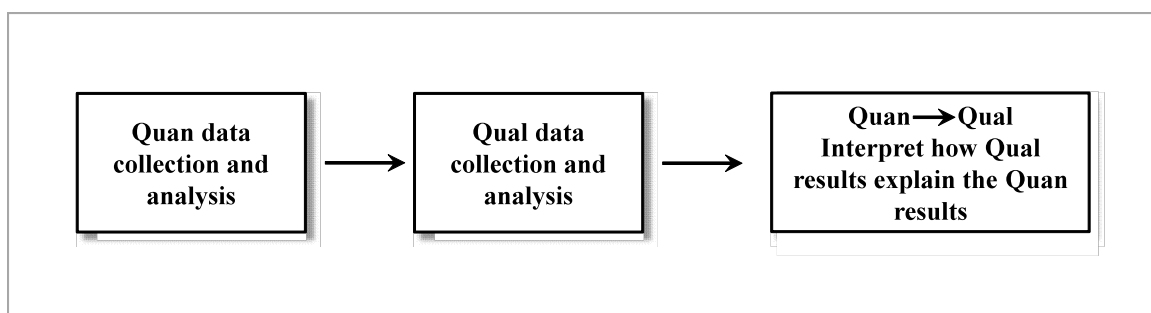 Quan data
collection and
analysis
Qual data
collection and
analysis
Quan → Qual
Interpret how Qual
results explain the Quan
results